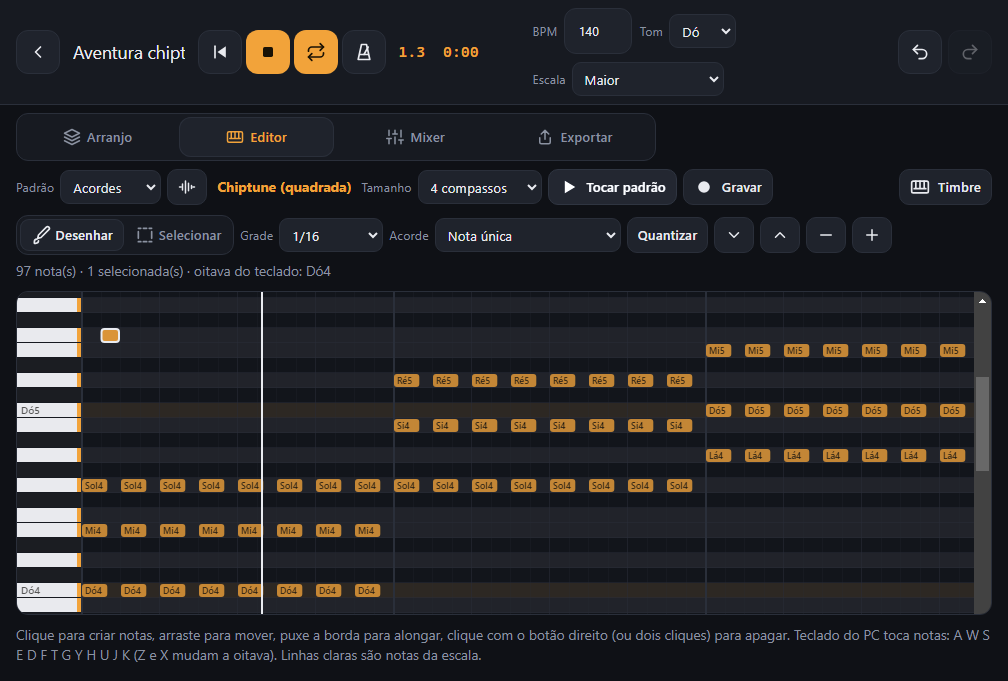 Aventura chipt
1.3 0:00
BPM 140 Tom Dó
Escala Maior
Arranjo Editor Mixer Exportar
Padrão Acordes Chiptune (quadrada) Tamanho 4 compassos Tocar padrão Gravar Timbre
Desenhar Selecionar Grade 1/16 Acorde Nota única Quantizar
97 nota(s) · 1 selecionada(s) · oitava do teclado: Dó4
Mi5 Mi5 Mi5 Mi5 Mi5 Mi5 Mi5
Ré5 Ré5 Ré5 Ré5 Ré5 Ré5 Ré5 Ré5
Dó5 Dó5 Dó5 Dó5 Dó5 Dó5 Dó5 Dó5
Si4 Si4 Si4 Si4 Si4 Si4 Si4 Si4
Lá4 Lá4 Lá4 Lá4 Lá4 Lá4 Lá4
Sol4 Sol4 Sol4 Sol4 Sol4 Sol4 Sol4 Sol4 Sol4 Sol4 Sol4 Sol4 Sol4 Sol4 Sol4 Sol4
Mi4 Mi4 Mi4 Mi4 Mi4 Mi4 Mi4 Mi4
Dó4 Dó4 Dó4 Dó4 Dó4 Dó4 Dó4 Dó4 Dó4
Clique para criar notas, arraste para mover, puxe a borda para alongar, clique com o botão direito (ou dois cliques) para apagar. Teclado do PC toca notas: A W S
E D F T G Y H U J K (Z e X mudam a oitava). Linhas claras são notas da escala.